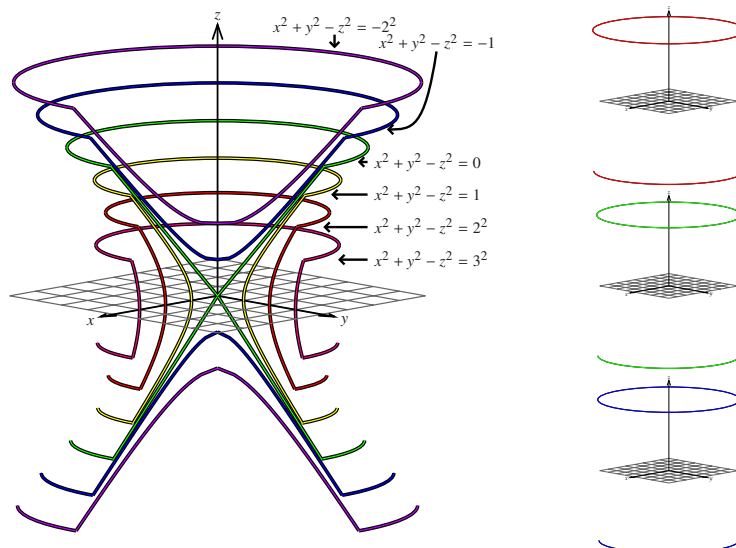 z
x² + y² − z² = −2²
x² + y² − z² = −1
x² + y² − z² = 0
x² + y² − z² = 1
x² + y² − z² = 2²
x² + y² − z² = 3²
x
y
z
x
y
z
x
y
z
x
y